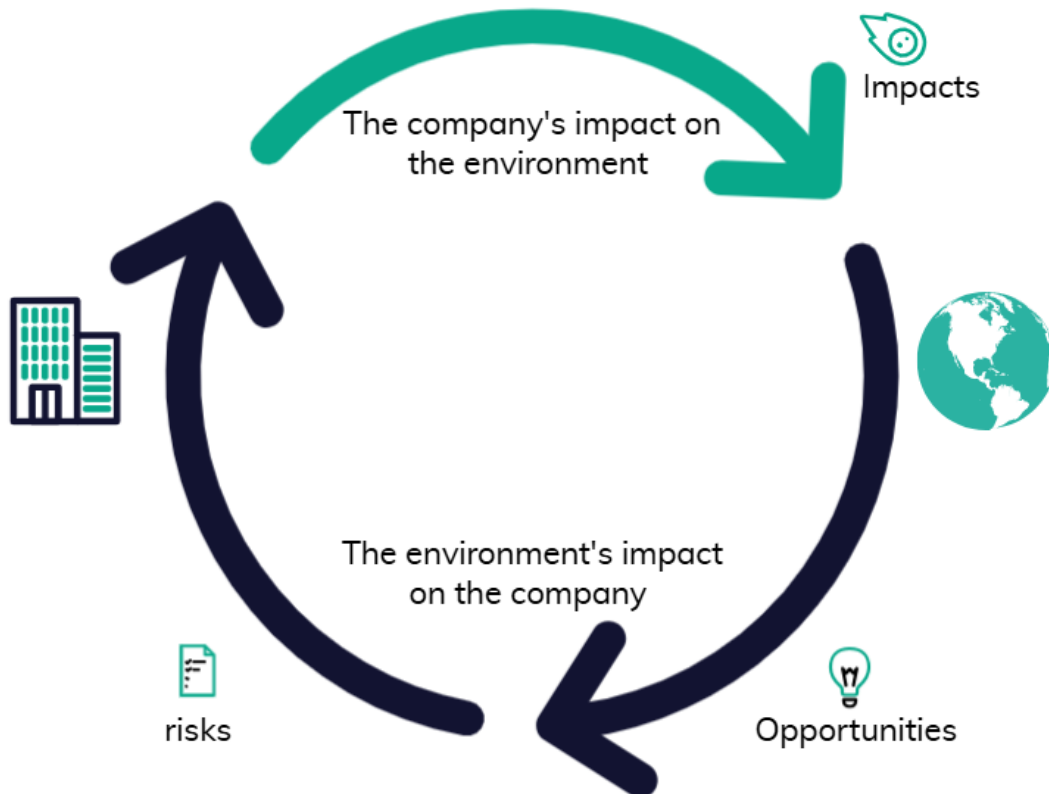 Impacts
The company's impact on
the environment
The environment's impact
on the company
risks
Opportunities